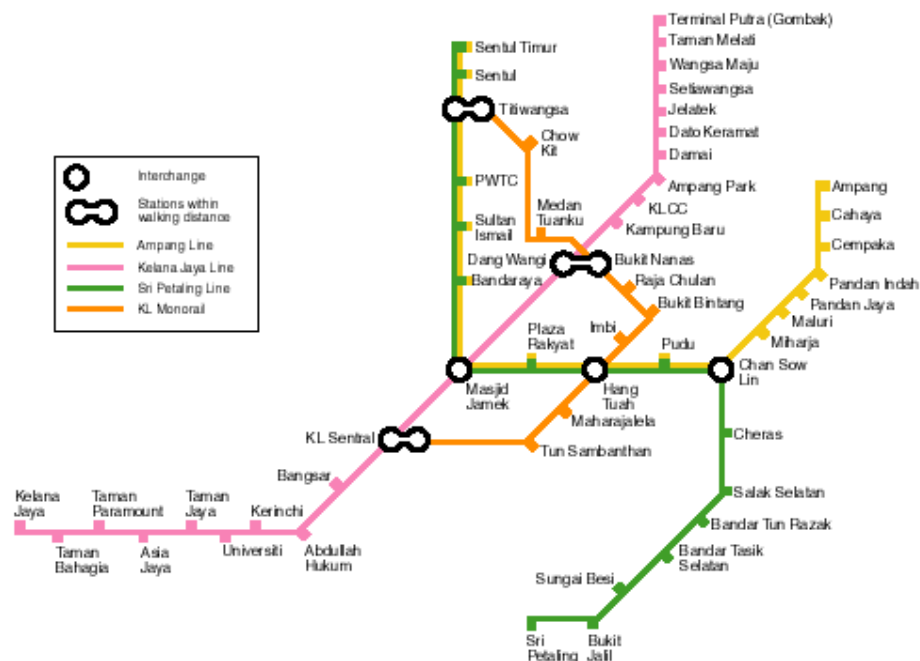 Terminal Putra (Gombak)
Taman Melati
Wangsa Maju
Setiawangsa
Jelatek
Dato Keramat
Damai
Ampang Park
KLCC
Kampung Baru
Sentul Timur
Sentul
Titiwangsa
Chow
Kit
PWTC
Medan
Tuanku
Sultan
Ismail
Dang Wangi
Bukit Nanas
Bandaraya
Raja Chulan
Bukit Bintang
Imbi
Plaza
Rakyat
Pudu
Masjid
Jamek
Hang
Tuah
Chan Sow
Lin
Ampang
Cahaya
Cempaka
Pandan Indah
Pandan Jaya
Maluri
Miharja
Interchange
Stations within
walking distance
Ampang Line
Kelana Jaya Line
Sri Petaling Line
KL Monorail
Maharajalela
KL Sentral
Tun Sambanthan
Cheras
Bangsar
Salak Selatan
Kelana
Jaya
Taman
Paramount
Taman
Jaya
Kerinchi
Taman
Bahagia
Asia
Jaya
Universiti
Abdullah
Hukum
Bandar Tun Razak
Bandar Tasik
Selatan
Sungai Besi
Sri
Petaling
Bukit
Jalil